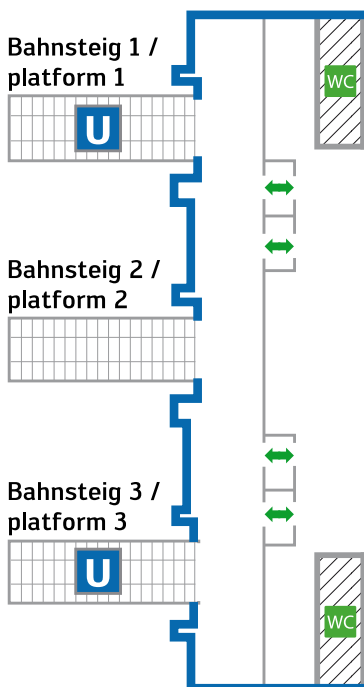 Bahnsteig 1 /
platform 1
WC
U
Bahnsteig 2 /
platform 2
Bahnsteig 3 /
platform 3
U
WC